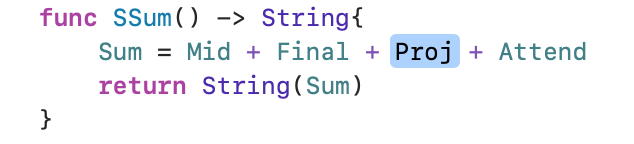 func SSum() -> String{
Sum = Mid + Final + Proj + Attend
return String(Sum)
}